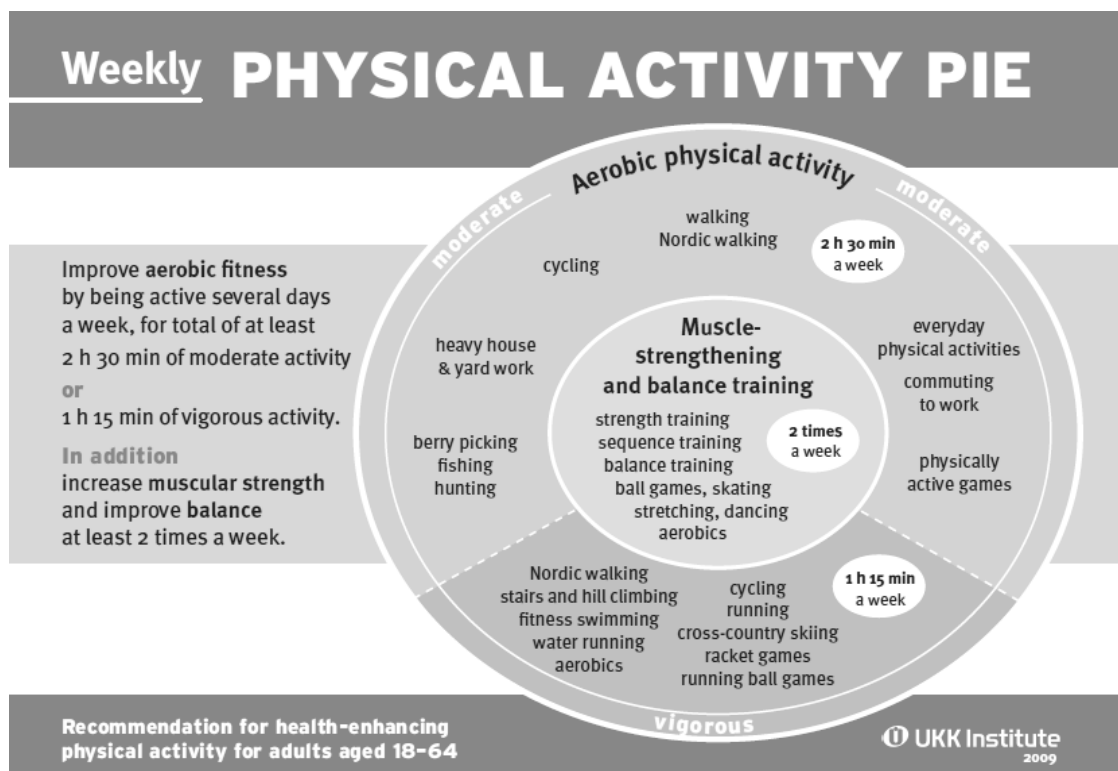 Weekly PHYSICAL ACTIVITY PIE
Improve aerobic fitness
by being active several days
a week, for total of at least
2 h 30 min of moderate activity
or
1 h 15 min of vigorous activity.
In addition
increase muscular strength
and improve balance
at least 2 times a week.
Aerobic physical activity
moderate
moderate
walking
Nordic walking
2 h 30 min
a week
cycling
heavy house
& yard work
berry picking
fishing
hunting
everyday
physical activities
commuting
to work
physically
active games
Muscle-
strengthening
and balance training
strength training
sequence training
balance training
ball games, skating
stretching, dancing
aerobics
2 times
a week
Nordic walking
stairs and hill climbing
fitness swimming
water running
aerobics
cycling
running
cross-country skiing
racket games
running ball games
1 h 15 min
a week
vigorous
Recommendation for health-enhancing
physical activity for adults aged 18–64
UKK Institute
2009